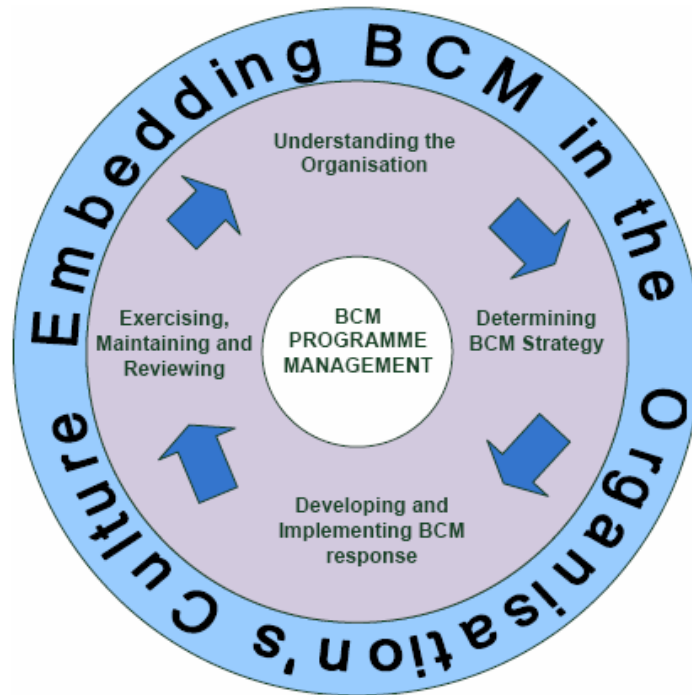 Embedding BCM in the Organisation's Culture
Understanding the
Organisation
Determining
BCM Strategy
Developing and
Implementing BCM
response
Exercising,
Maintaining and
Reviewing
BCM
PROGRAMME
MANAGEMENT